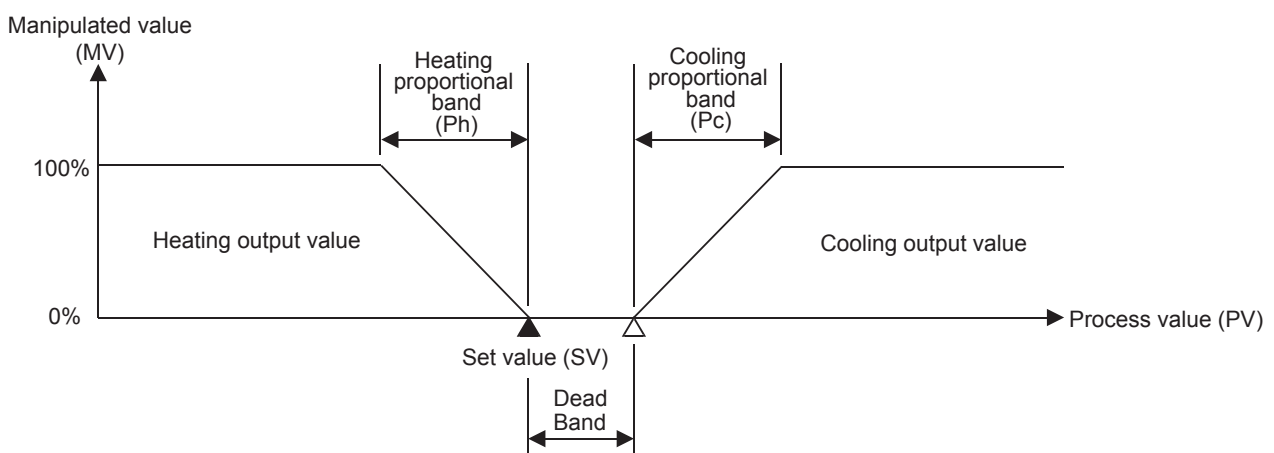 Manipulated value
(MV)
Heating
proportional
band
(Ph)
Cooling
proportional
band
(Pc)
100%
Heating output value
Cooling output value
0%
Process value (PV)
Set value (SV)
Dead
Band